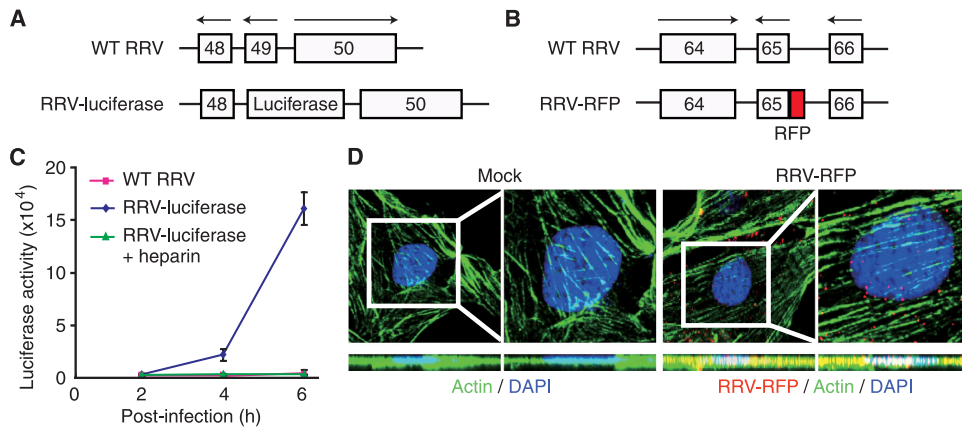 A
WT RRV
48 49 50
RRV-luciferase
48 Luciferase 50
B
WT RRV
64 65 66
RRV-RFP
64 65 66
RFP
C
Luciferase activity (x10⁴)
20
15
10
5
0
0 2 4 6
Post-infection (h)
WT RRV
RRV-luciferase
RRV-luciferase
+ heparin
D
Mock RRV-RFP
Actin / DAPI
RRV-RFP / Actin / DAPI